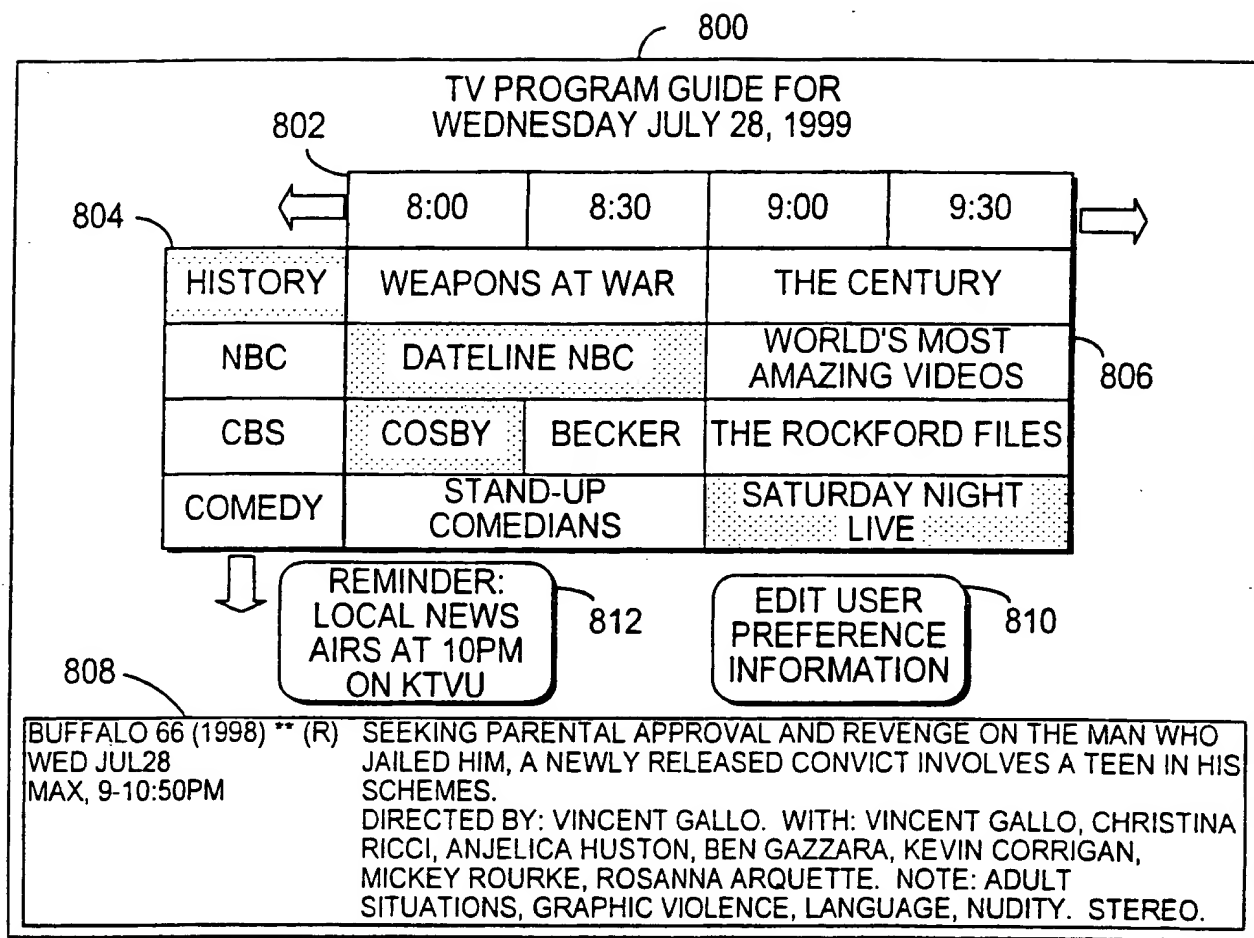 800
TV PROGRAM GUIDE FOR
WEDNESDAY JULY 28, 1999
802
8:00 8:30 9:00 9:30
804
HISTORY WEAPONS AT WAR THE CENTURY
NBC DATELINE NBC WORLD'S MOST
AMAZING VIDEOS
806
CBS COSBY BECKER THE ROCKFORD FILES
COMEDY STAND-UP
COMEDIANS
SATURDAY NIGHT
LIVE
REMINDER:
LOCAL NEWS
AIRS AT 10PM
ON KTVU
812
EDIT USER
PREFERENCE
INFORMATION
810
808
BUFFALO 66 (1998) ** (R)
WED JUL28
MAX, 9-10:50PM
SEEKING PARENTAL APPROVAL AND REVENGE ON THE MAN WHO
JAILED HIM, A NEWLY RELEASED CONVICT INVOLVES A TEEN IN HIS
SCHEMES.
DIRECTED BY: VINCENT GALLO. WITH: VINCENT GALLO, CHRISTINA
RICCI, ANJELICA HUSTON, BEN GAZZARA, KEVIN CORRIGAN,
MICKEY ROURKE, ROSANNA ARQUETTE. NOTE: ADULT
SITUATIONS, GRAPHIC VIOLENCE, LANGUAGE, NUDITY. STEREO.